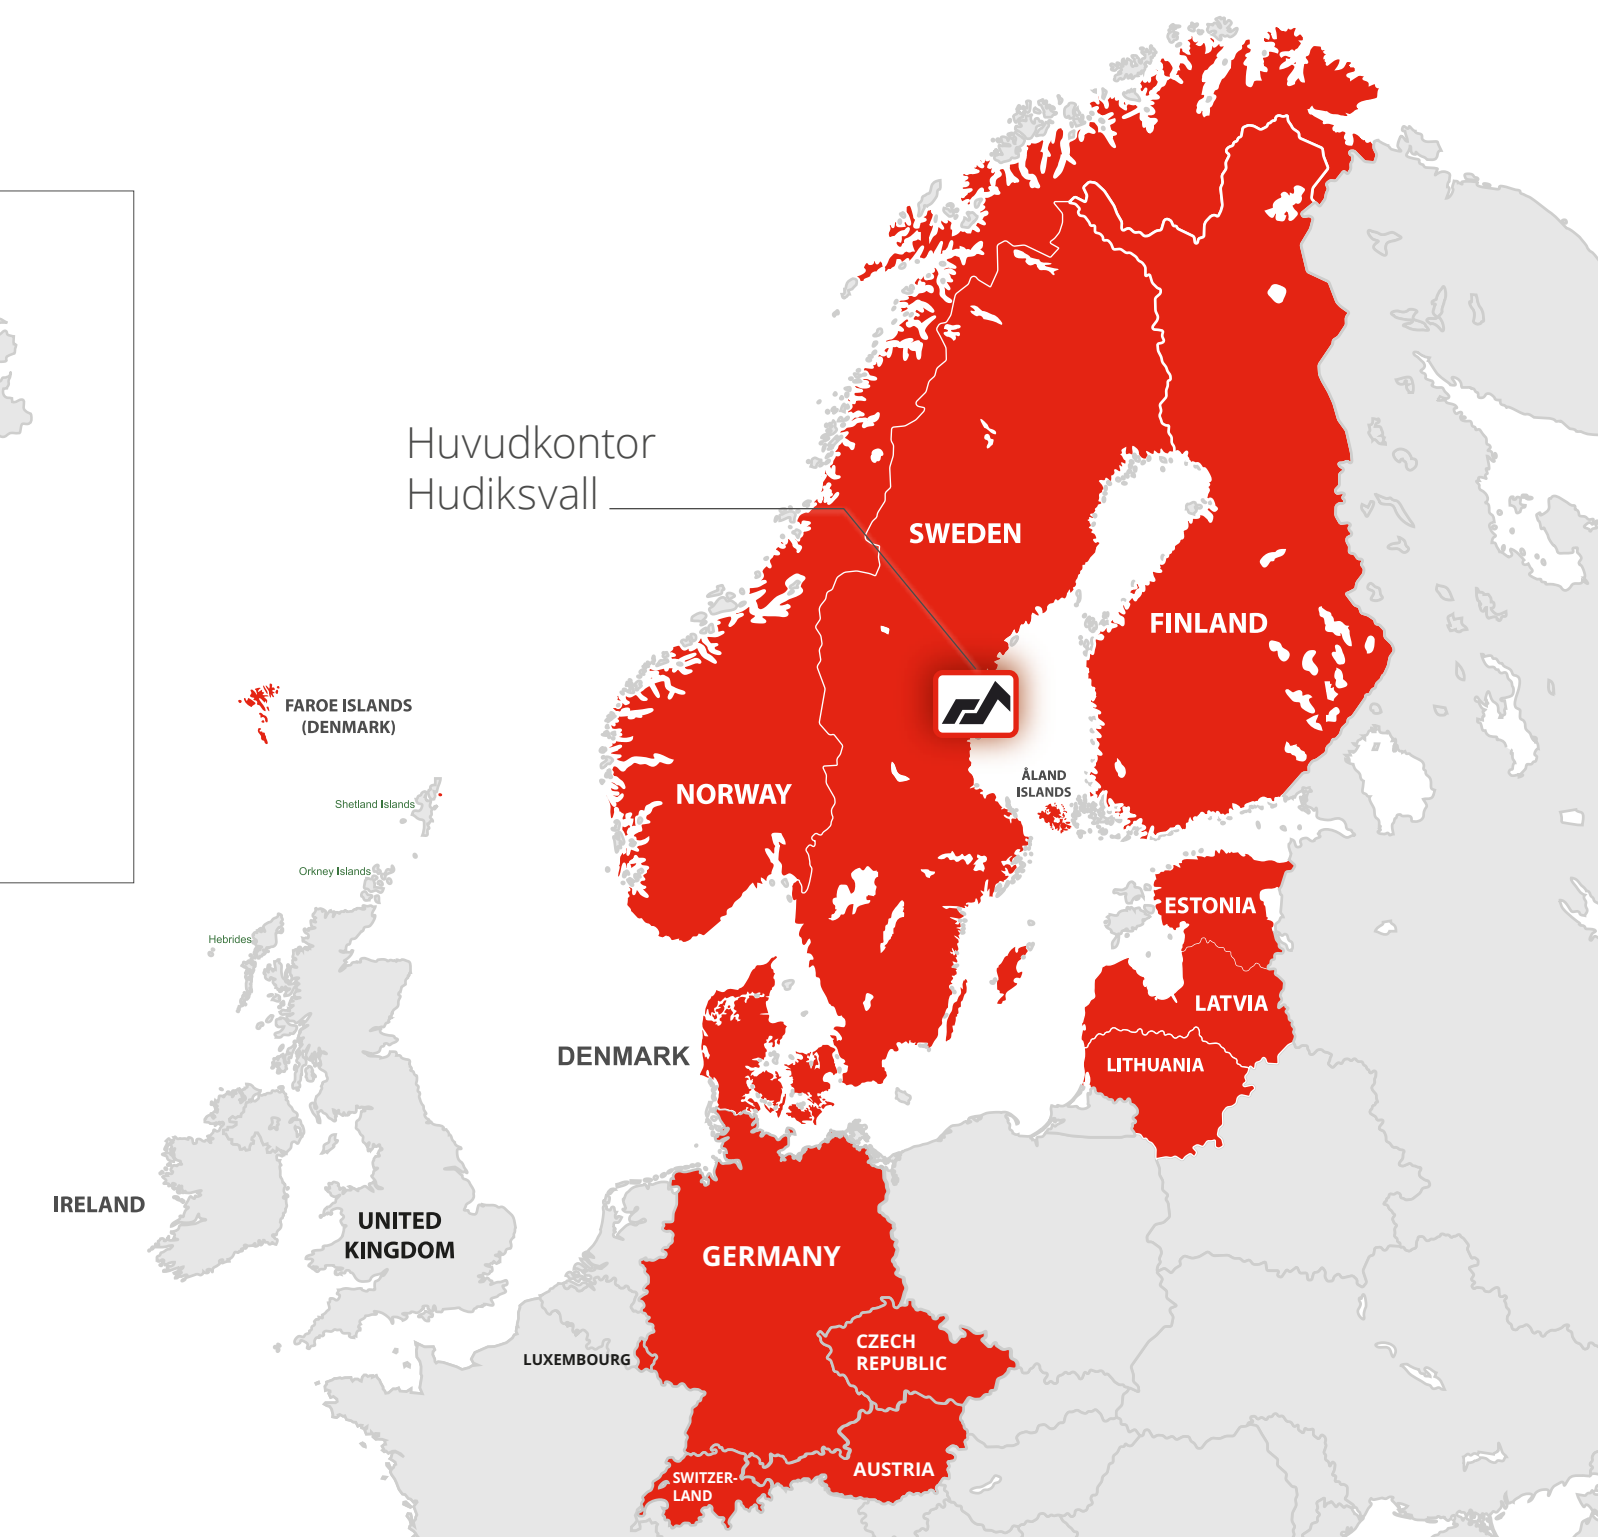 Huvudkontor
Hudiksvall
SWEDEN
FINLAND
FAROE ISLANDS
(DENMARK)
NORWAY
ÅLAND
ISLANDS
Shetland Islands
Orkney Islands
ESTONIA
Hebrides
LATVIA
DENMARK
LITHUANIA
IRELAND
UNITED
KINGDOM
GERMANY
CZECH
REPUBLIC
LUXEMBOURG
AUSTRIA
SWITZER-
LAND